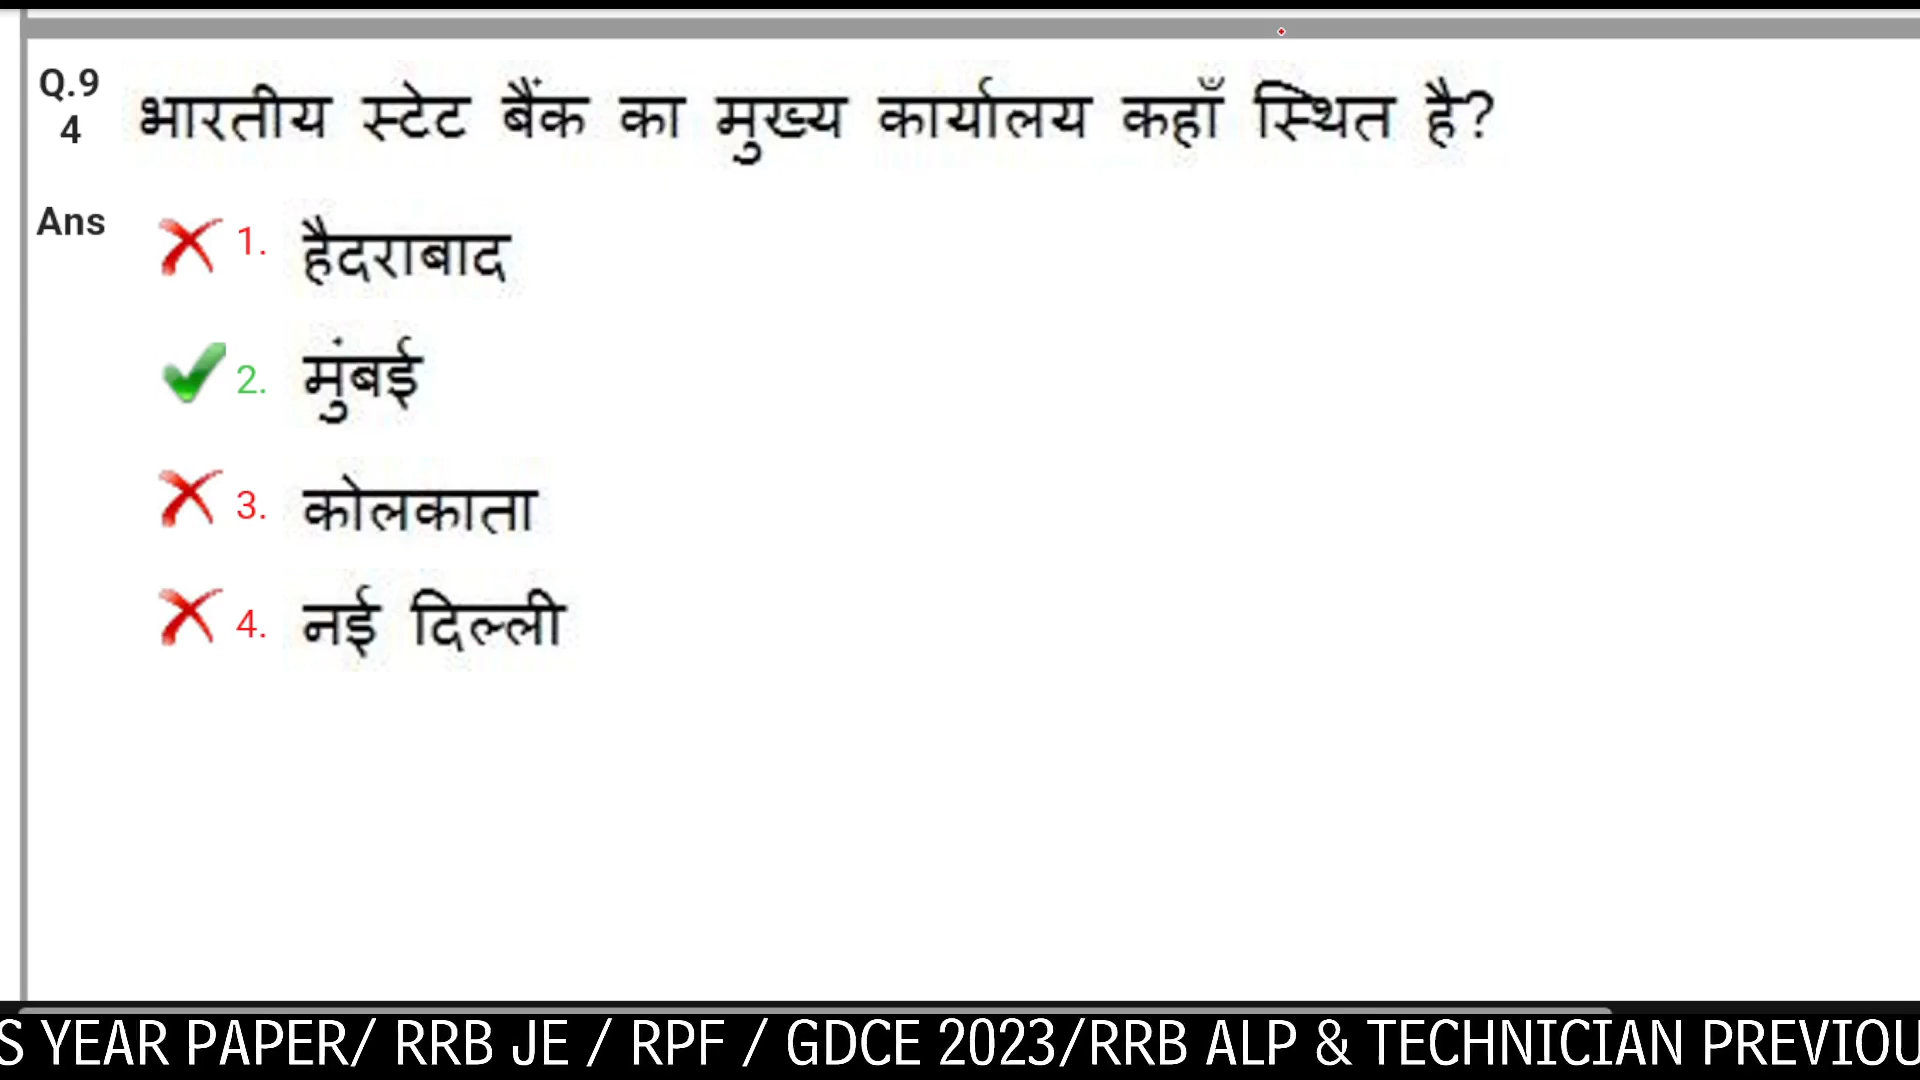 Q.9
4 भारतीय स्टेट बैंक का मुख्य कार्यालय कहाँ स्थित है?
Ans 1. हैदराबाद
2. मुंबई
3. कोलकाता
4. नई दिल्ली
S YEAR PAPER/ RRB JE / RPF / GDCE 2023/RRB ALP & TECHNICIAN PREVIOU